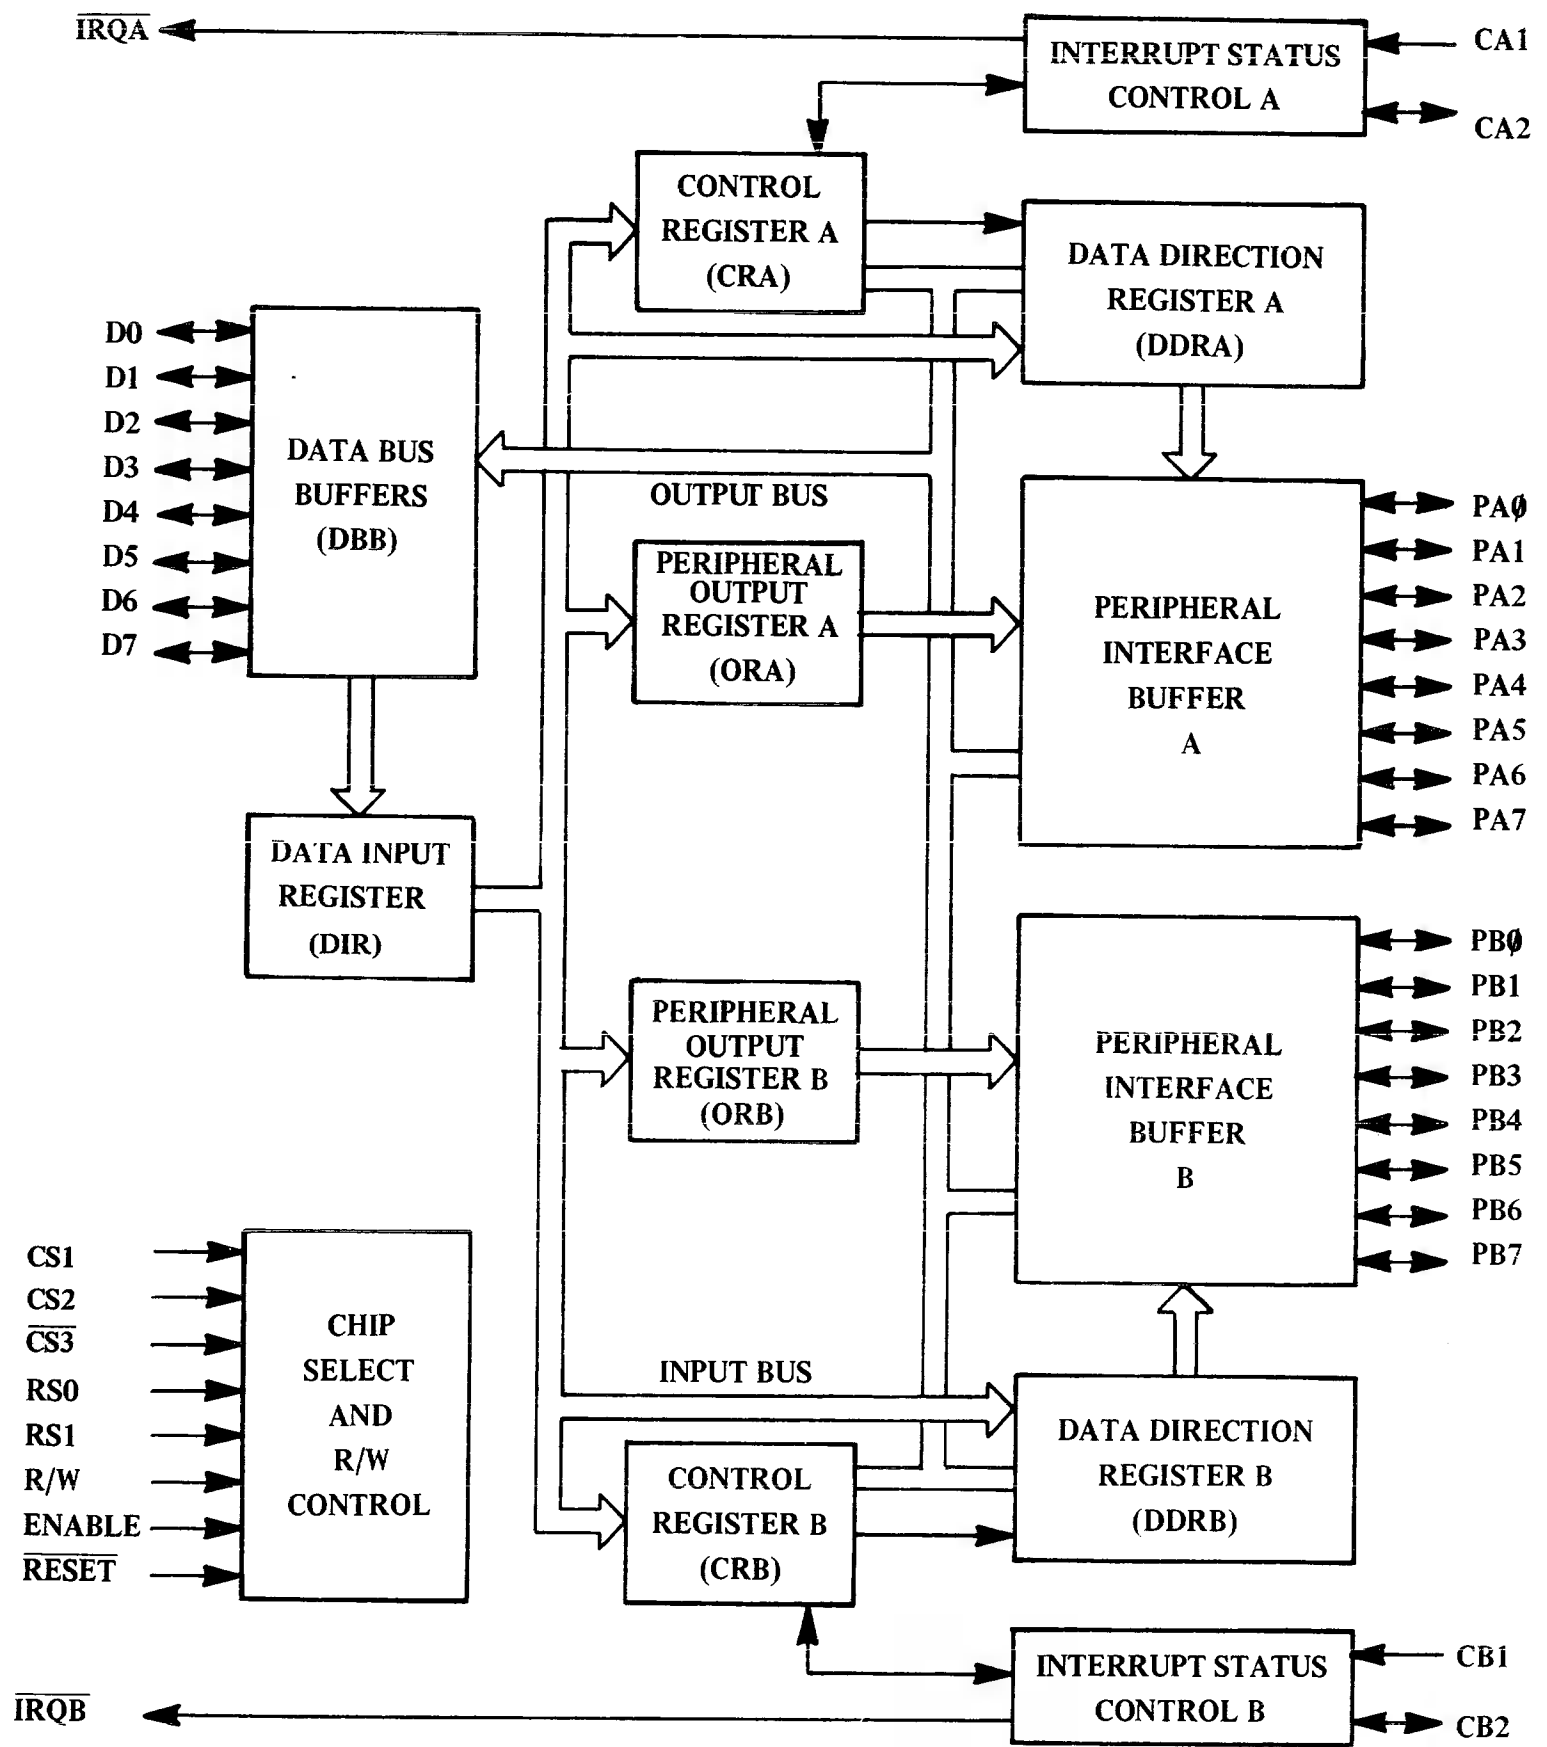 IRQA
INTERRUPT STATUS
CONTROL A
CA1
CA2
CONTROL
REGISTER A
(CRA)
DATA DIRECTION
REGISTER A
(DDRA)
D0
D1
D2
D3
D4
D5
D6
D7
DATA BUS
BUFFERS
(DBB)
OUTPUT BUS
PERIPHERAL
OUTPUT
REGISTER A
(ORA)
PERIPHERAL
INTERFACE
BUFFER
A
PA0
PA1
PA2
PA3
PA4
PA5
PA6
PA7
DATA INPUT
REGISTER
(DIR)
PERIPHERAL
OUTPUT
REGISTER B
(ORB)
PERIPHERAL
INTERFACE
BUFFER
B
PB0
PB1
PB2
PB3
PB4
PB5
PB6
PB7
CS1
CS2
CS3
RS0
RS1
R/W
ENABLE
RESET
CHIP
SELECT
AND
R/W
CONTROL
INPUT BUS
DATA DIRECTION
REGISTER B
(DDRB)
CONTROL
REGISTER B
(CRB)
INTERRUPT STATUS
CONTROL B
CB1
CB2
IRQB